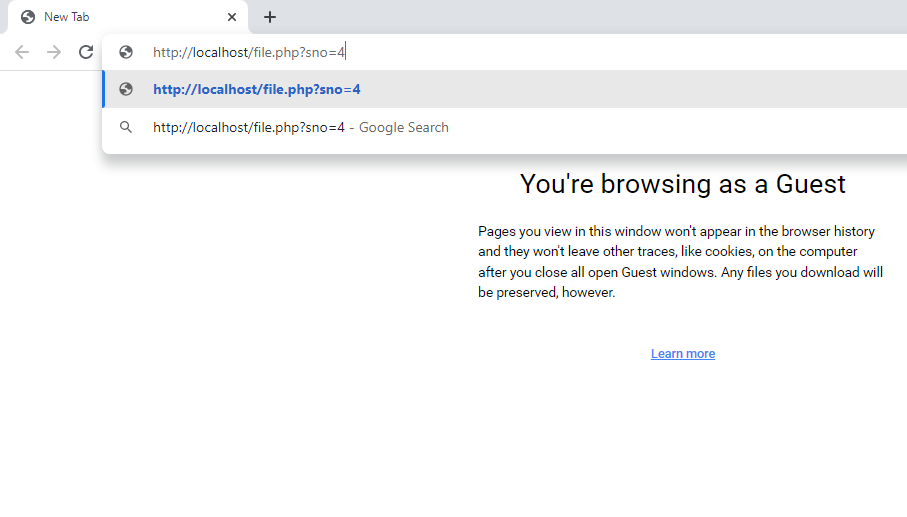 New Tab
http://localhost/file.php?sno=4
http://localhost/file.php?sno=4
http://localhost/file.php?sno=4 - Google Search
You're browsing as a Guest
Pages you view in this window won't appear in the browser history
and they won't leave other traces, like cookies, on the computer
after you close all open Guest windows. Any files you download will
be preserved, however.
Learn more